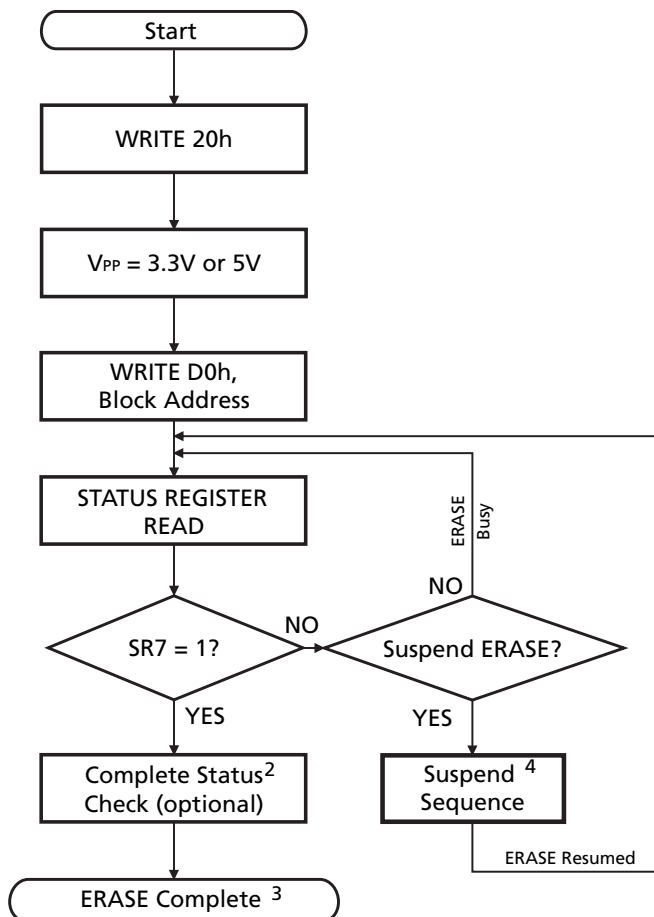 Start
WRITE 20h
VPP = 3.3V or 5V
WRITE D0h,
Block Address
STATUS REGISTER
READ
ERASE
Busy
NO
SR7 = 1?
NO
Suspend ERASE?
YES
YES
Complete Status2
Check (optional)
Suspend 4
Sequence
ERASE Resumed
ERASE Complete 3